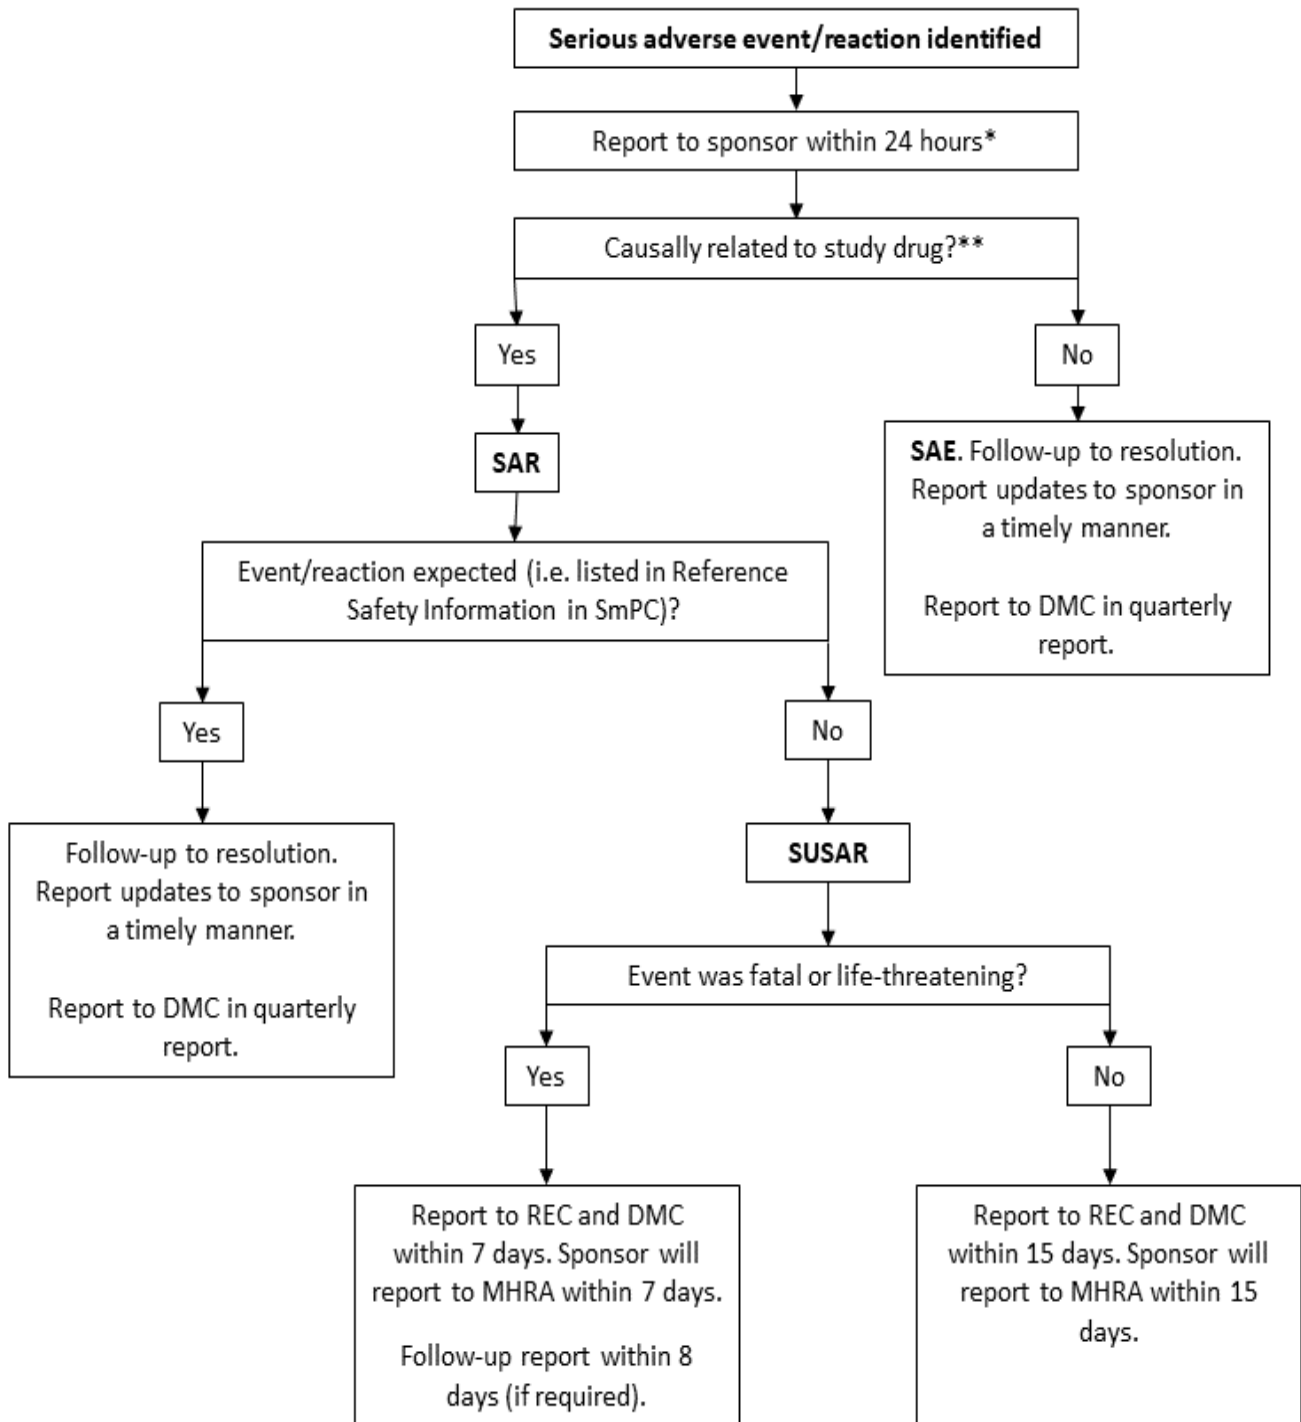 Serious adverse event/reaction identified
Report to sponsor within 24 hours*
Causally related to study drug?**
Yes
No
SAR
SAE. Follow-up to resolution.
Report updates to sponsor in
a timely manner.
Report to DMC in quarterly
report.
Event/reaction expected (i.e. listed in Reference
Safety Information in SmPC)?
Yes
No
Follow-up to resolution.
Report updates to sponsor in
a timely manner.
Report to DMC in quarterly
report.
SUSAR
Event was fatal or life-threatening?
Yes
No
Report to REC and DMC
within 7 days. Sponsor will
report to MHRA within 7 days.
Follow-up report within 8
days (if required).
Report to REC and DMC
within 15 days. Sponsor will
report to MHRA within 15
days.